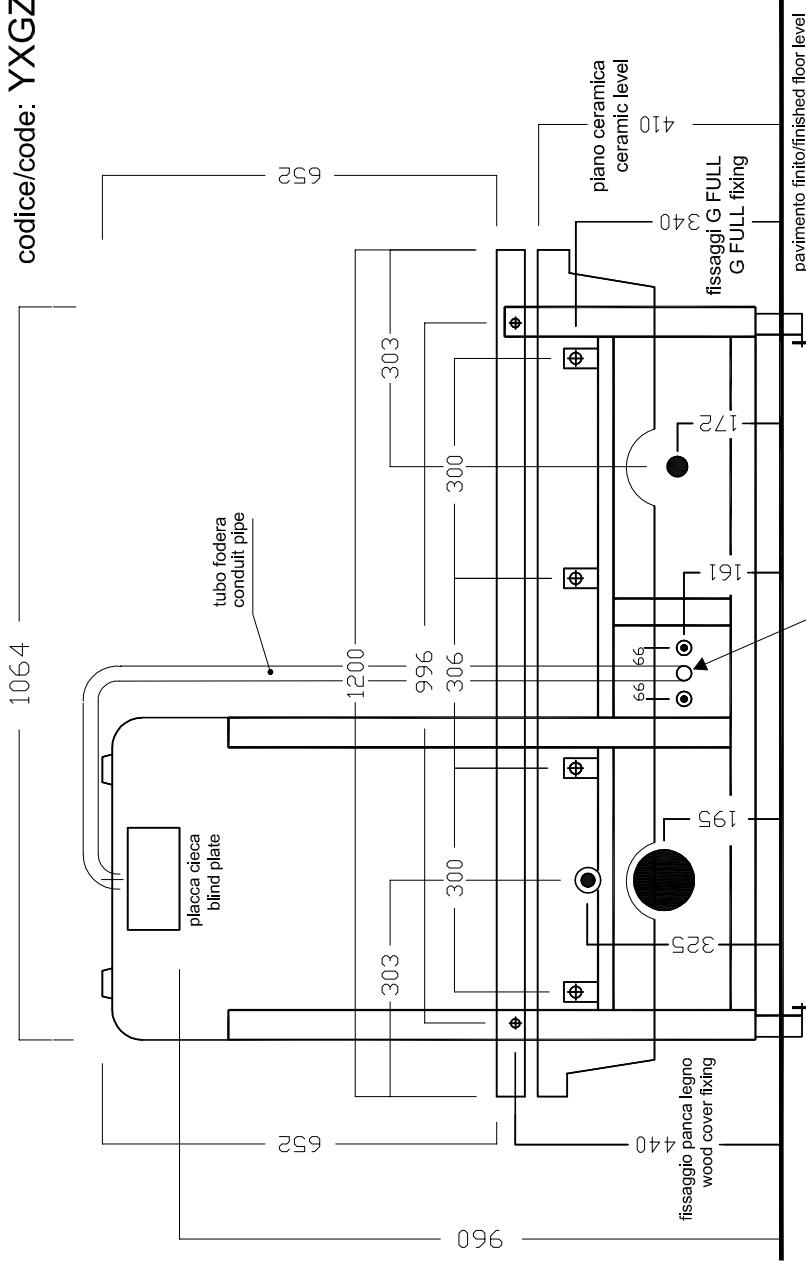 1064
codice/code: YXGZ
placca cieca
blind plate
tubo fodera
conduit pipe
652
652
1200
303
303
996
300
306
300
960
piano ceramica
ceramic level
410
66
66
440
340
fissaggio panca legno
wood cover fixing
325
195
161
172
fissaggi G FULL
G FULL fixing
pavimento finito/finished floor level